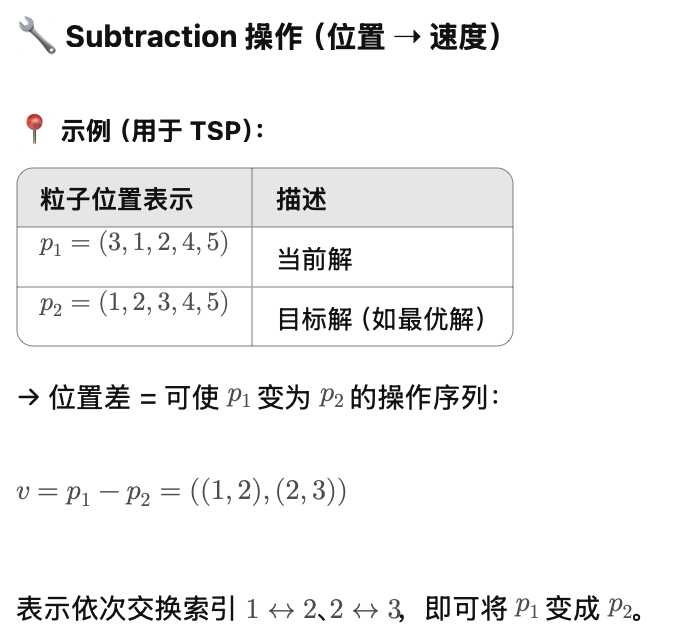 🔧 Subtraction 操作（位置 → 速度）
📍 示例（用于 TSP）：
粒子位置表示 描述
p₁ = (3, 1, 2, 4, 5) 当前解
p₂ = (1, 2, 3, 4, 5) 目标解（如最优解）
→ 位置差 = 可使 p₁ 变为 p₂ 的操作序列：
v = p₁ − p₂ = ((1, 2), (2, 3))
表示依次交换索引 1 ↔ 2、2 ↔ 3，即可将 p₁ 变成 p₂。